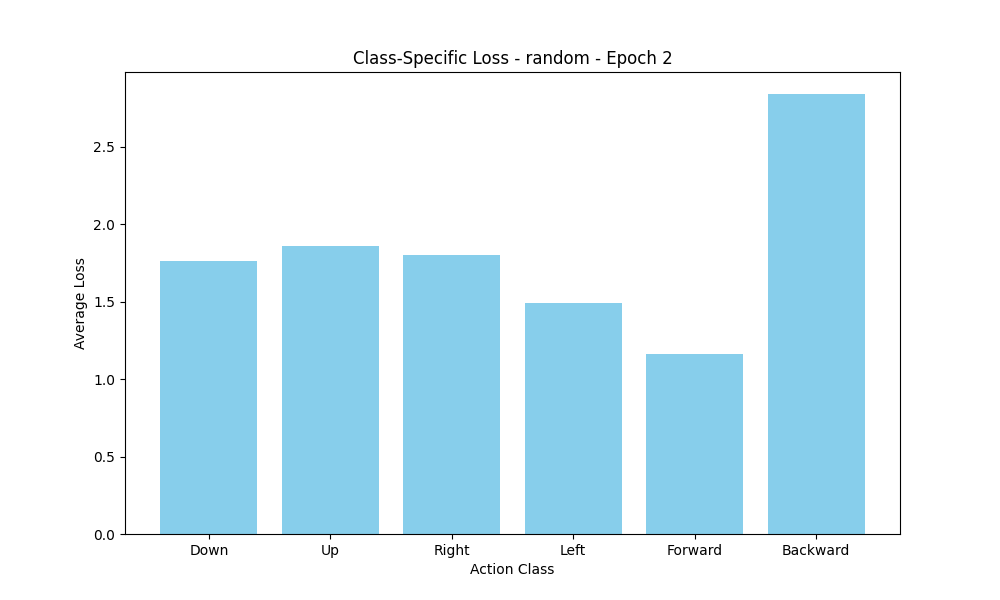 Class-Specific Loss - random - Epoch 2
Average Loss
2.5
2.0
1.5
1.0
0.5
0.0
Down Up Right Left Forward Backward
Action Class